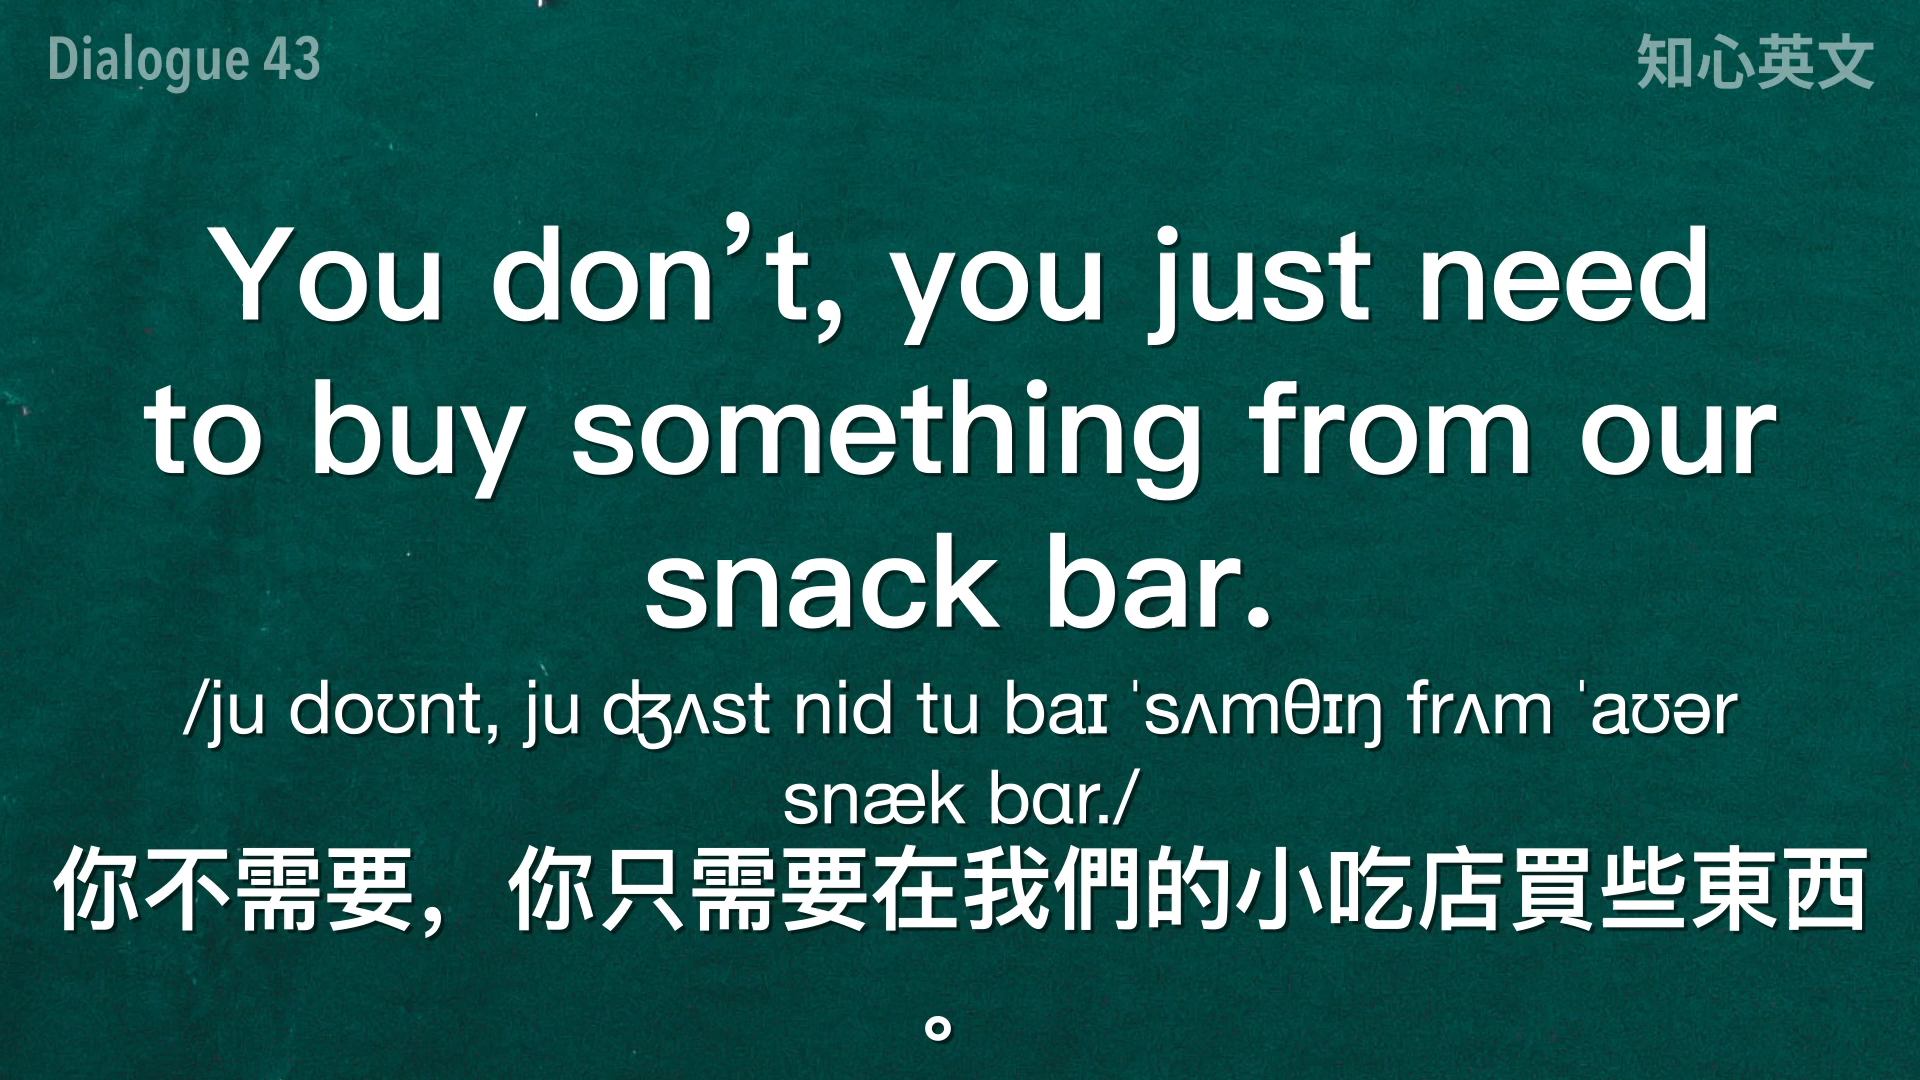 Dialogue 43
知心英文
You don’t, you just need
to buy something from our
snack bar.
/ju doʊnt, ju ʤʌst nid tu baɪ ˈsʌmθɪŋ frʌm ˈaʊər
snæk bɑr./
你不需要，你只需要在我們的小吃店買些東西
。